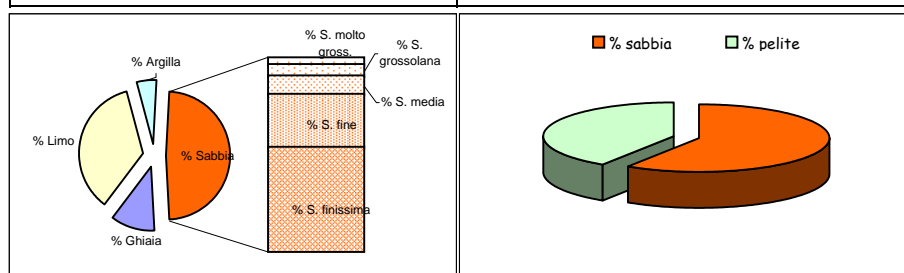 % S. molto
gross.
% S.
grossolana
% Argilla
% S. media
% S. fine
% Limo
% Sabbia
% S. finissima
% Ghiaia
% sabbia
% pelite